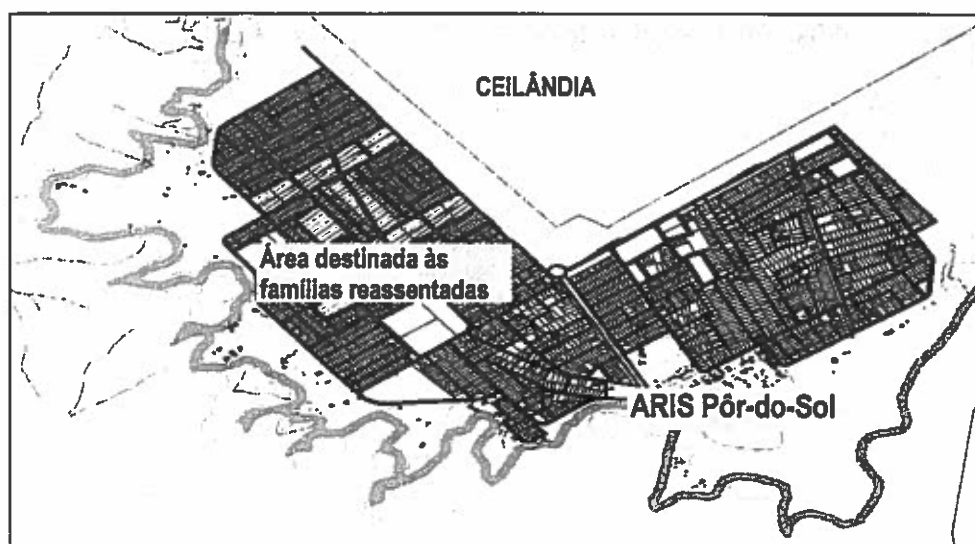 CEILÂNDIA
Área destinada às
famílias reassentadas
ARIS Pôr-do-Sol